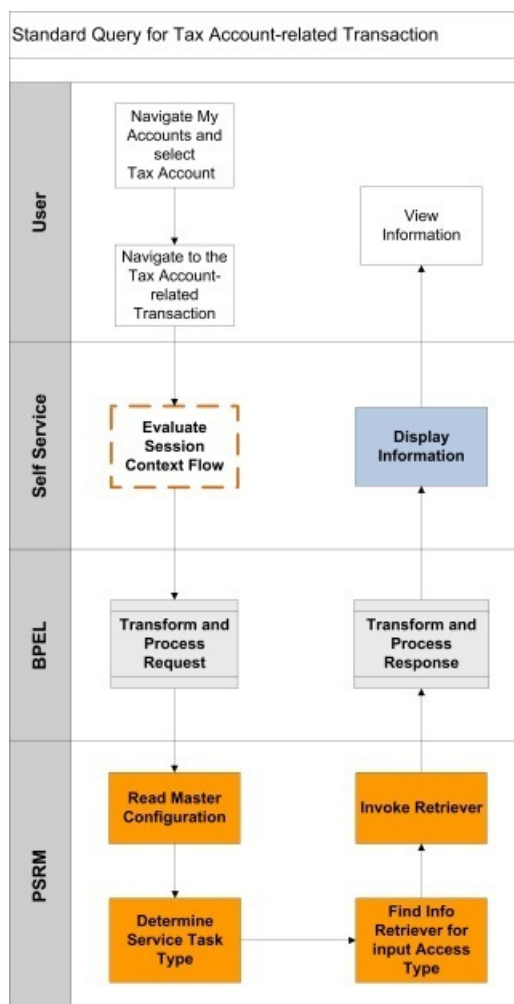 Standard Query for Tax Account-related Transaction
User
Navigate My
Accounts and
select
Tax Account
Navigate to the
Tax Account-
related
Transaction
View
Information
Self Service
Evaluate
Session
Context Flow
Display
Information
BPEL
Transform and
Process
Request
Transform and
Process
Response
PSRM
Read Master
Configuration
Invoke Retriever
Determine
Service Task
Type
Find Info
Retriever for
input Access
Type